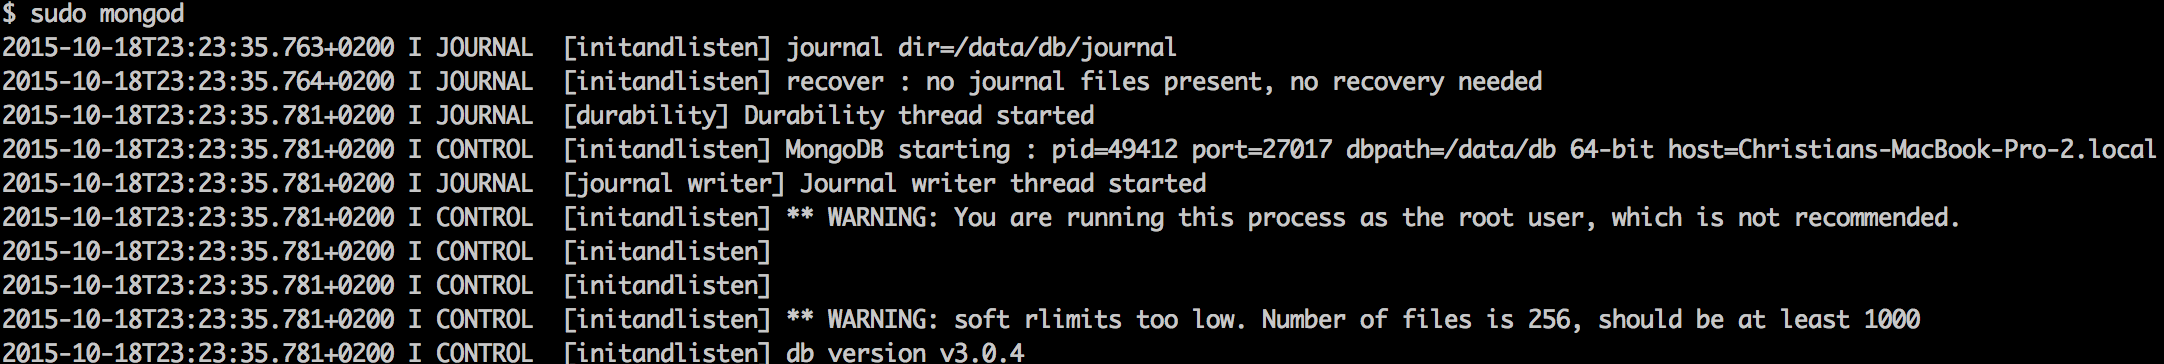 $ sudo mongod
2015-10-18T23:23:35.763+0200 I JOURNAL  [initandlisten] journal dir=/data/db/journal
2015-10-18T23:23:35.764+0200 I JOURNAL  [initandlisten] recover : no journal files present, no recovery needed
2015-10-18T23:23:35.781+0200 I JOURNAL  [durability] Durability thread started
2015-10-18T23:23:35.781+0200 I CONTROL  [initandlisten] MongoDB starting : pid=49412 port=27017 dbpath=/data/db 64-bit host=Christians-MacBook-Pro-2.local
2015-10-18T23:23:35.781+0200 I JOURNAL  [journal writer] Journal writer thread started
2015-10-18T23:23:35.781+0200 I CONTROL  [initandlisten] ** WARNING: You are running this process as the root user, which is not recommended.
2015-10-18T23:23:35.781+0200 I CONTROL  [initandlisten]
2015-10-18T23:23:35.781+0200 I CONTROL  [initandlisten]
2015-10-18T23:23:35.781+0200 I CONTROL  [initandlisten] ** WARNING: soft rlimits too low. Number of files is 256, should be at least 1000
2015-10-18T23:23:35.781+0200 I CONTROL  [initandlisten] db version v3.0.4